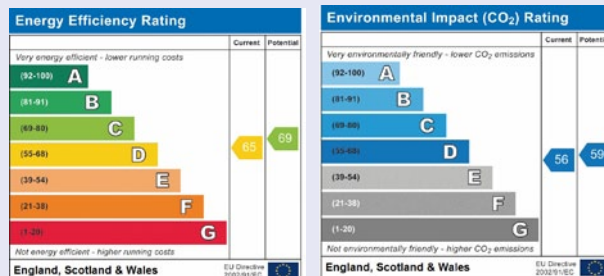 Energy Efficiency Rating
Current Potential
Very energy efficient - lower running costs
(92-100) A
(81-91) B
(69-80) C
(55-68) D
(39-54) E
(21-38) F
(1-20) G
65
69
Not energy efficient - higher running costs
England, Scotland & Wales
EU Directive
2002/91/EC
Environmental Impact (CO2) Rating
Current Potential
Very environmentally friendly - lower CO2 emissions
(92-100) A
(81-91) B
(69-80) C
(55-68) D
(39-54) E
(21-38) F
(1-20) G
56
59
Not environmentally friendly - higher CO2 emissions
England, Scotland & Wales
EU Directive
2002/91/EC